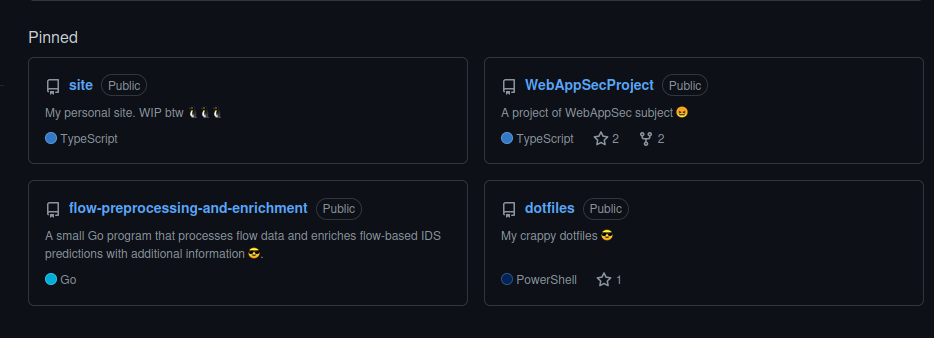 Pinned
site Public
My personal site. WIP btw 🐧🐧🐧
TypeScript
WebAppSecProject Public
A project of WebAppSec subject 😆
TypeScript 2 2
flow-preprocessing-and-enrichment Public
A small Go program that processes flow data and enriches flow-based IDS
predictions with additional information 😎.
Go
dotfiles Public
My crappy dotfiles 😎
PowerShell 1